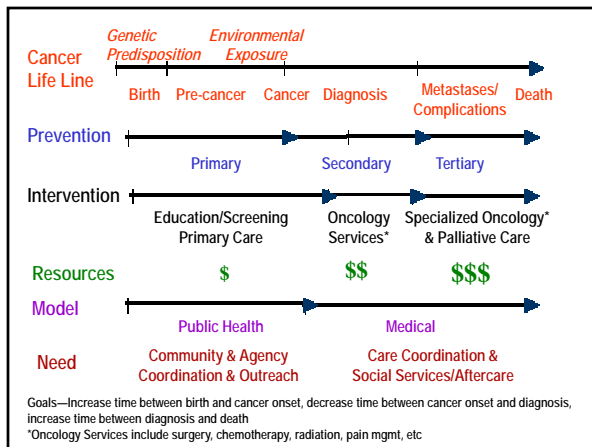 Genetic Predisposition
Environmental Exposure
Cancer Life Line
Birth Pre-cancer Cancer Diagnosis Metastases/ Complications Death
Prevention
Primary Secondary Tertiary
Intervention
Education/Screening Primary Care
Oncology Services*
Specialized Oncology* & Palliative Care
Resources $ $$ $$$
Model
Public Health Medical
Need
Community & Agency Coordination & Outreach
Care Coordination & Social Services/Aftercare
Goals—Increase time between birth and cancer onset, decrease time between cancer onset and diagnosis,
increase time between diagnosis and death
*Oncology Services include surgery, chemotherapy, radiation, pain mgmt, etc